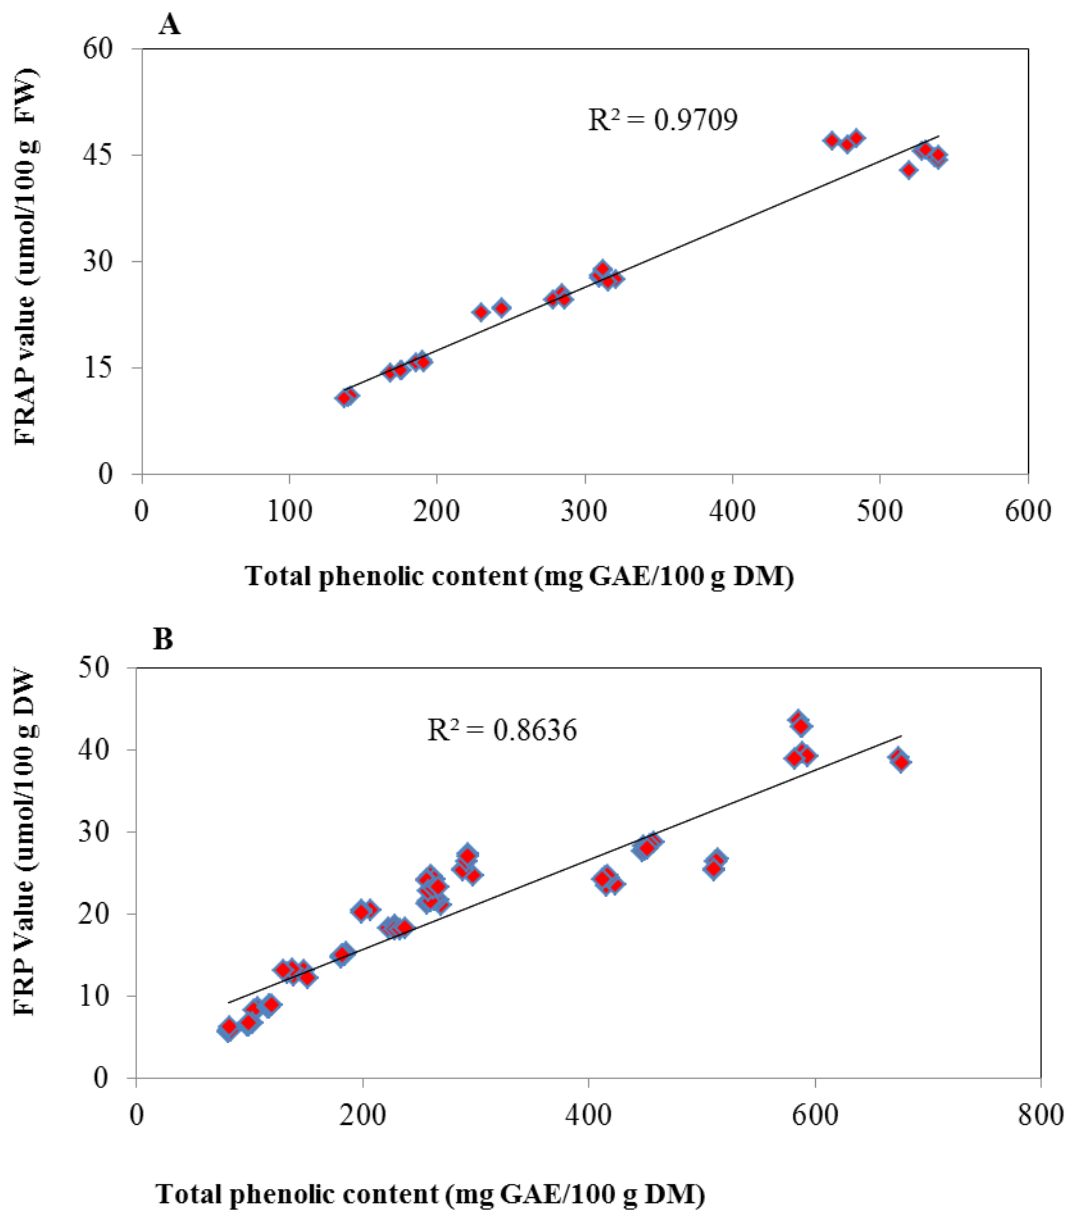 A
FRAP value (umol/100 g FW)
60
45
30
15
0
R² = 0.9709
0 100 200 300 400 500 600
Total phenolic content (mg GAE/100 g DM)
B
FRP Value (umol/100 g DW
50
40
30
20
10
0
R² = 0.8636
0 200 400 600 800
Total phenolic content (mg GAE/100 g DM)